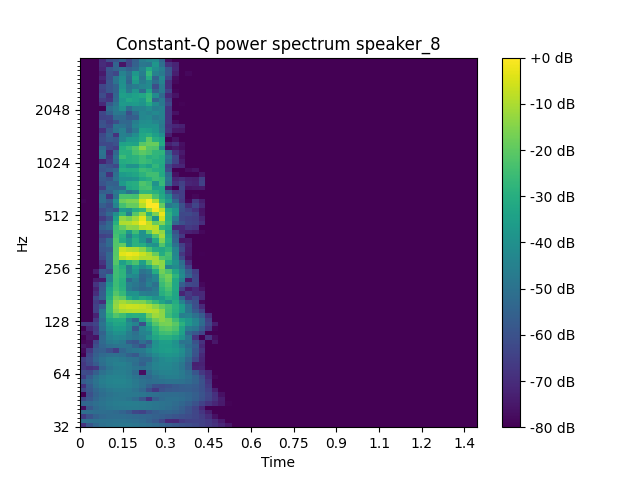 Constant-Q power spectrum speaker_8
Hz
2048
1024
512
256
128
64
32
0 0.15 0.3 0.45 0.6 0.75 0.9 1.1 1.2 1.4
Time
+0 dB
-10 dB
-20 dB
-30 dB
-40 dB
-50 dB
-60 dB
-70 dB
-80 dB